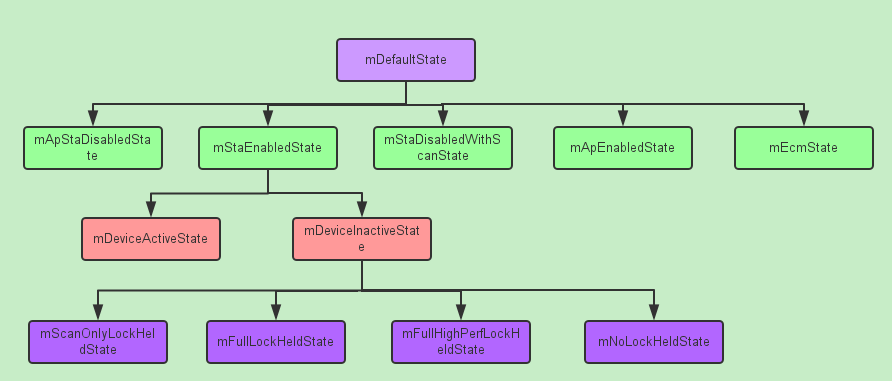 mDefaultState
mApStaDisabledSta
te
mStaEnabledState
mStaDisabledWithS
canState
mApEnabledState
mEcmState
mDeviceActiveState
mDeviceInactiveStat
e
mScanOnlyLockHel
dState
mFullLockHeldState
mFullHighPerfLockH
eldState
mNoLockHeldState